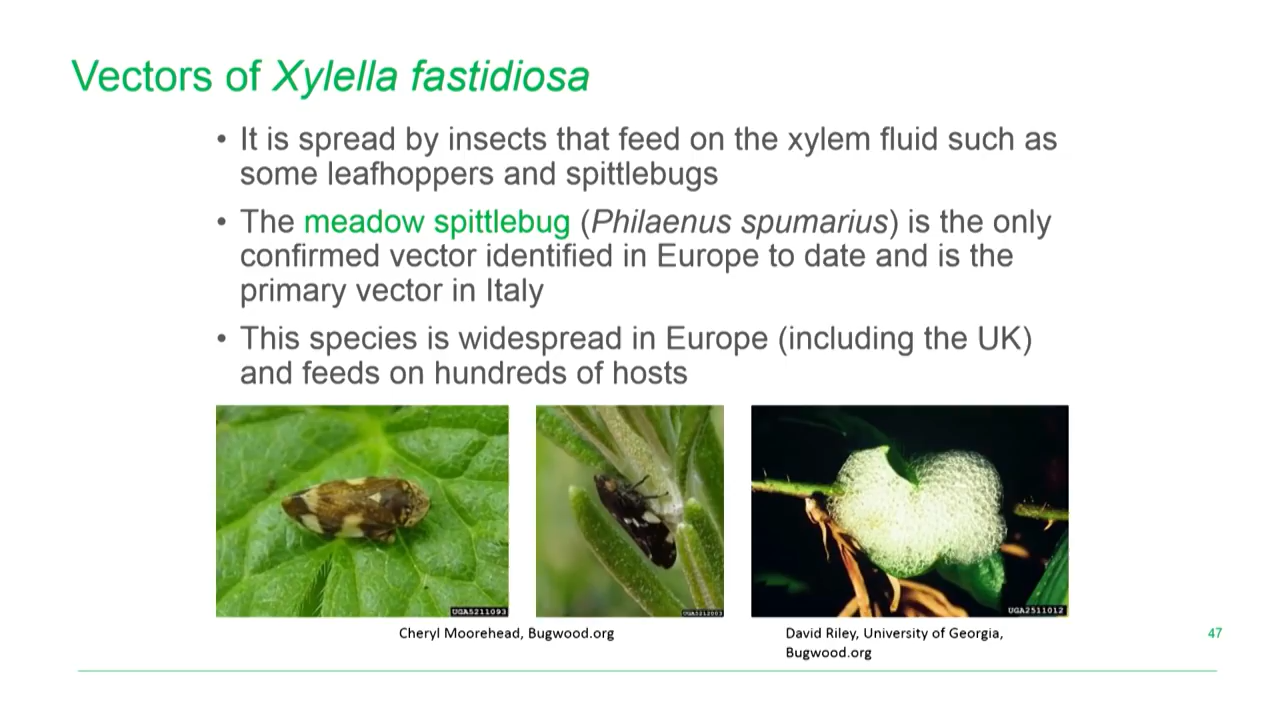 Vectors of Xylella fastidiosa
• It is spread by insects that feed on the xylem fluid such as
some leafhoppers and spittlebugs
• The meadow spittlebug (Philaenus spumarius) is the only
confirmed vector identified in Europe to date and is the
primary vector in Italy
• This species is widespread in Europe (including the UK)
and feeds on hundreds of hosts
UGA5211093
UGA2511012
Cheryl Moorehead, Bugwood.org
David Riley, University of Georgia,
Bugwood.org
47